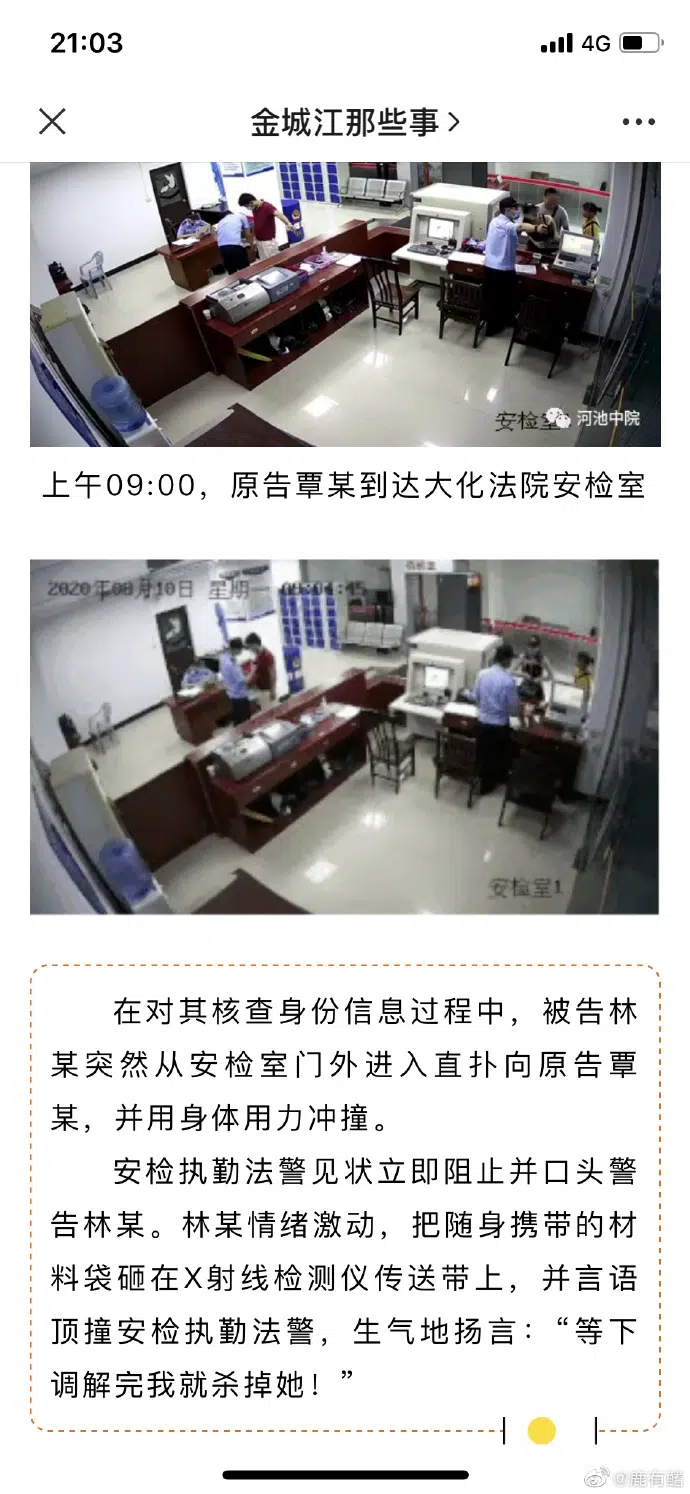 21:03
4G
金城江那些事
安检室
河池中院
上午09:00，原告覃某到达大化法院安检室
2020年08月10日 星期一 09:04:45
安检室1
在对其核查身份信息过程中，被告林
某突然从安检室门外进入直扑向原告覃
某，并用身体用力冲撞。
安检执勤法警见状立即阻止并口头警
告林某。林某情绪激动，把随身携带的材
料袋砸在X射线检测仪传送带上，并言语
顶撞安检执勤法警，生气地扬言：“等下
调解完我就杀掉她！”
@鹿有鳍